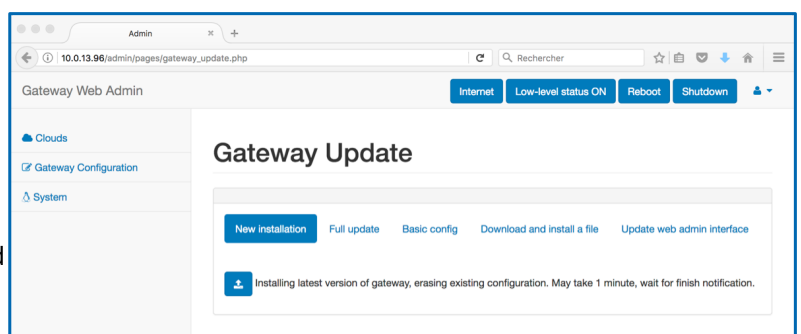 Admin
10.0.13.96/admin/pages/gateway_update.php
Rechercher
Gateway Web Admin
Internet Low-level status ON Reboot Shutdown
Clouds
Gateway Configuration
System
Gateway Update
New installation Full update Basic config Download and install a file Update web admin interface
Installing latest version of gateway, erasing existing configuration. May take 1 minute, wait for finish notification.